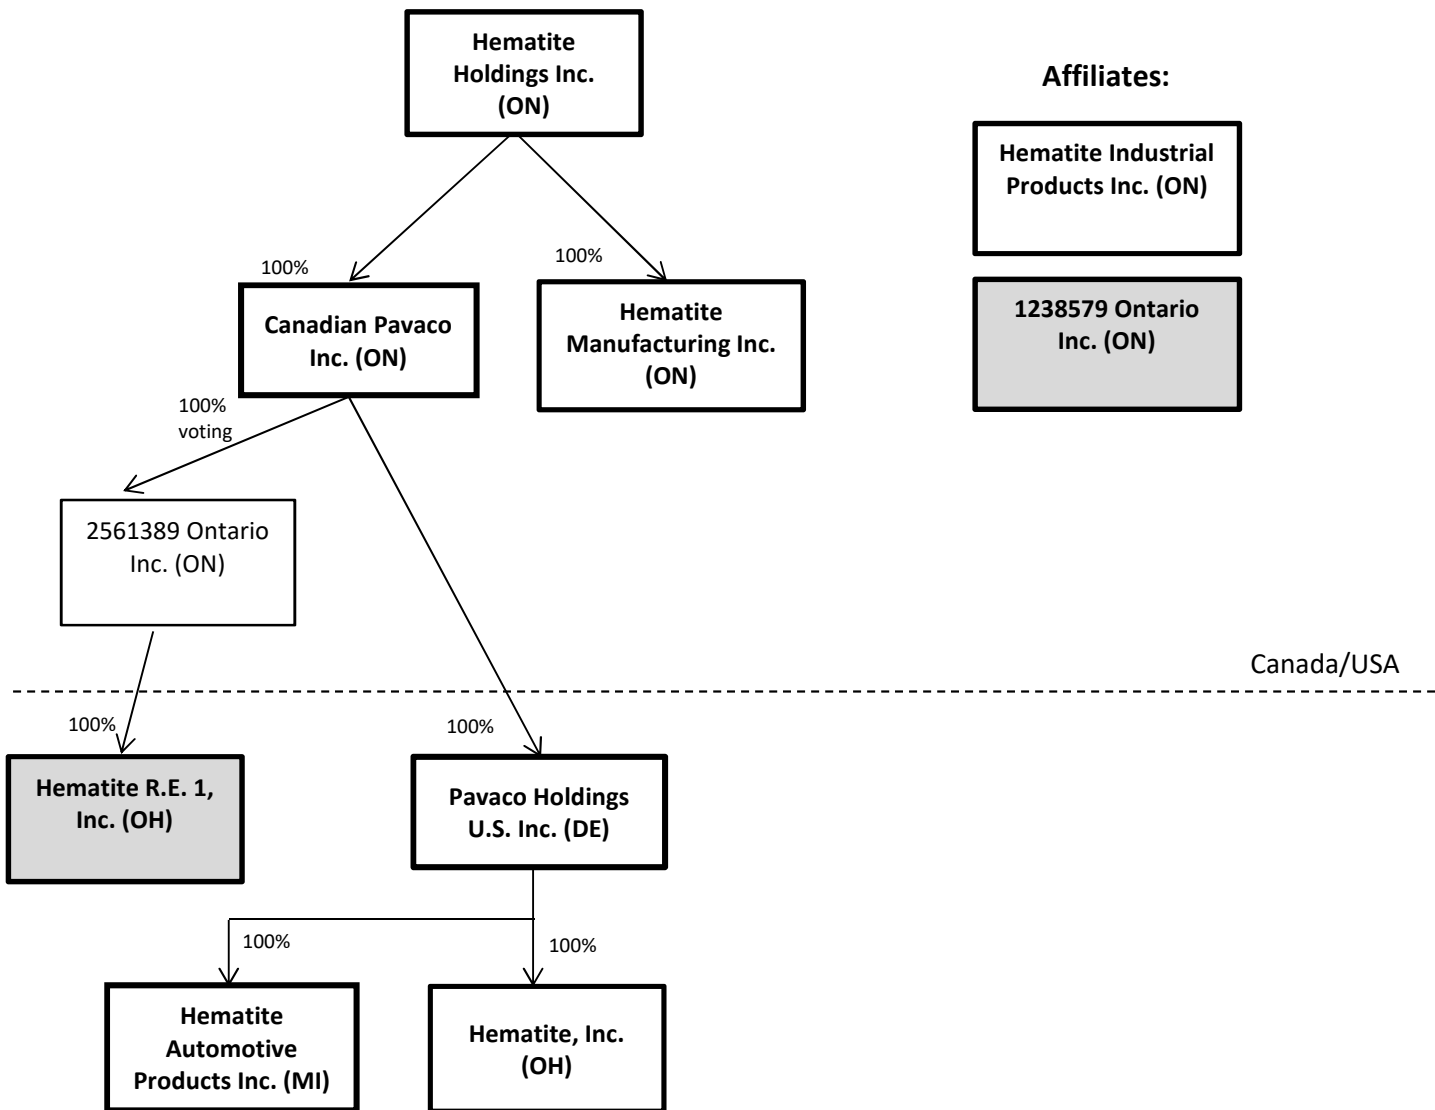 Hematite
Holdings Inc.
(ON)
Affiliates:
Hematite Industrial
Products Inc. (ON)
100%
100%
Canadian Pavaco
Inc. (ON)
Hematite
Manufacturing Inc.
(ON)
1238579 Ontario
Inc. (ON)
100%
voting
2561389 Ontario
Inc. (ON)
Canada/USA
100%
100%
Hematite R.E. 1,
Inc. (OH)
Pavaco Holdings
U.S. Inc. (DE)
100%
100%
Hematite
Automotive
Products Inc. (MI)
Hematite, Inc.
(OH)